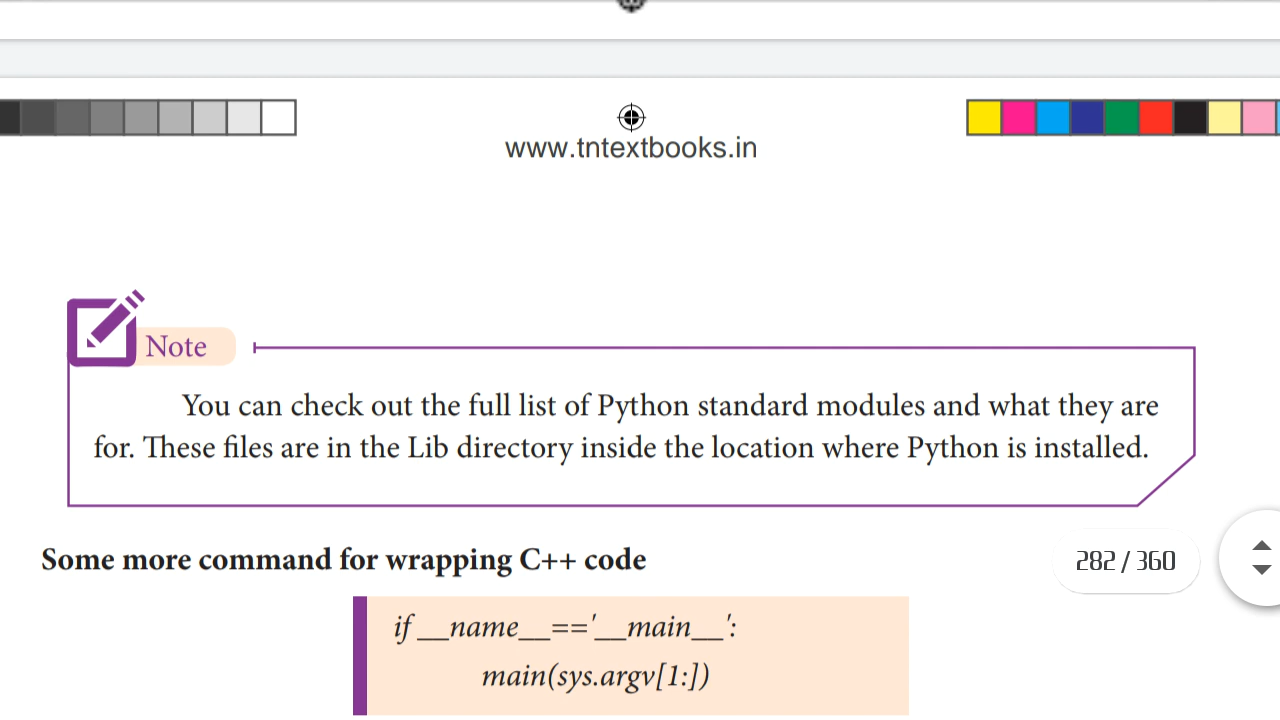 www.tntextbooks.in
Note
You can check out the full list of Python standard modules and what they are
for. These files are in the Lib directory inside the location where Python is installed.
Some more command for wrapping C++ code
282 / 360
if __name__=='__main__':
main(sys.argv[1:])